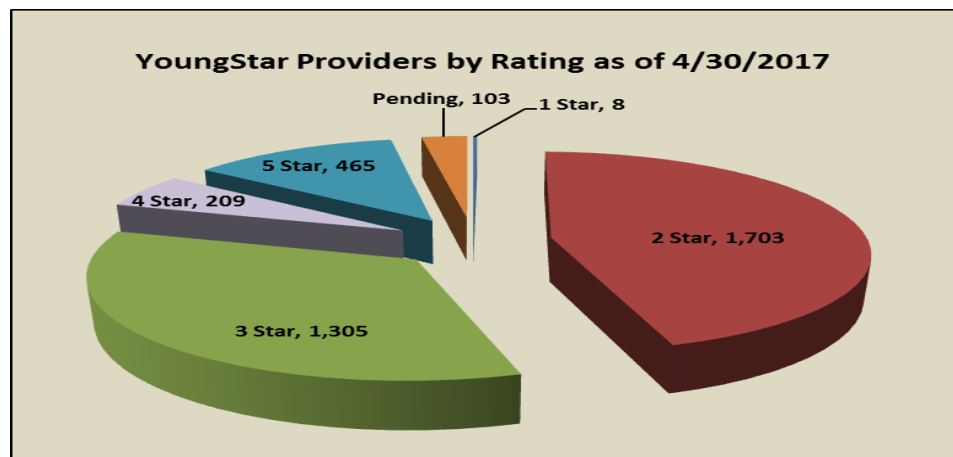 YoungStar Providers by Rating as of 4/30/2017
Pending, 103
1 Star, 8
5 Star, 465
4 Star, 209
2 Star, 1,703
3 Star, 1,305